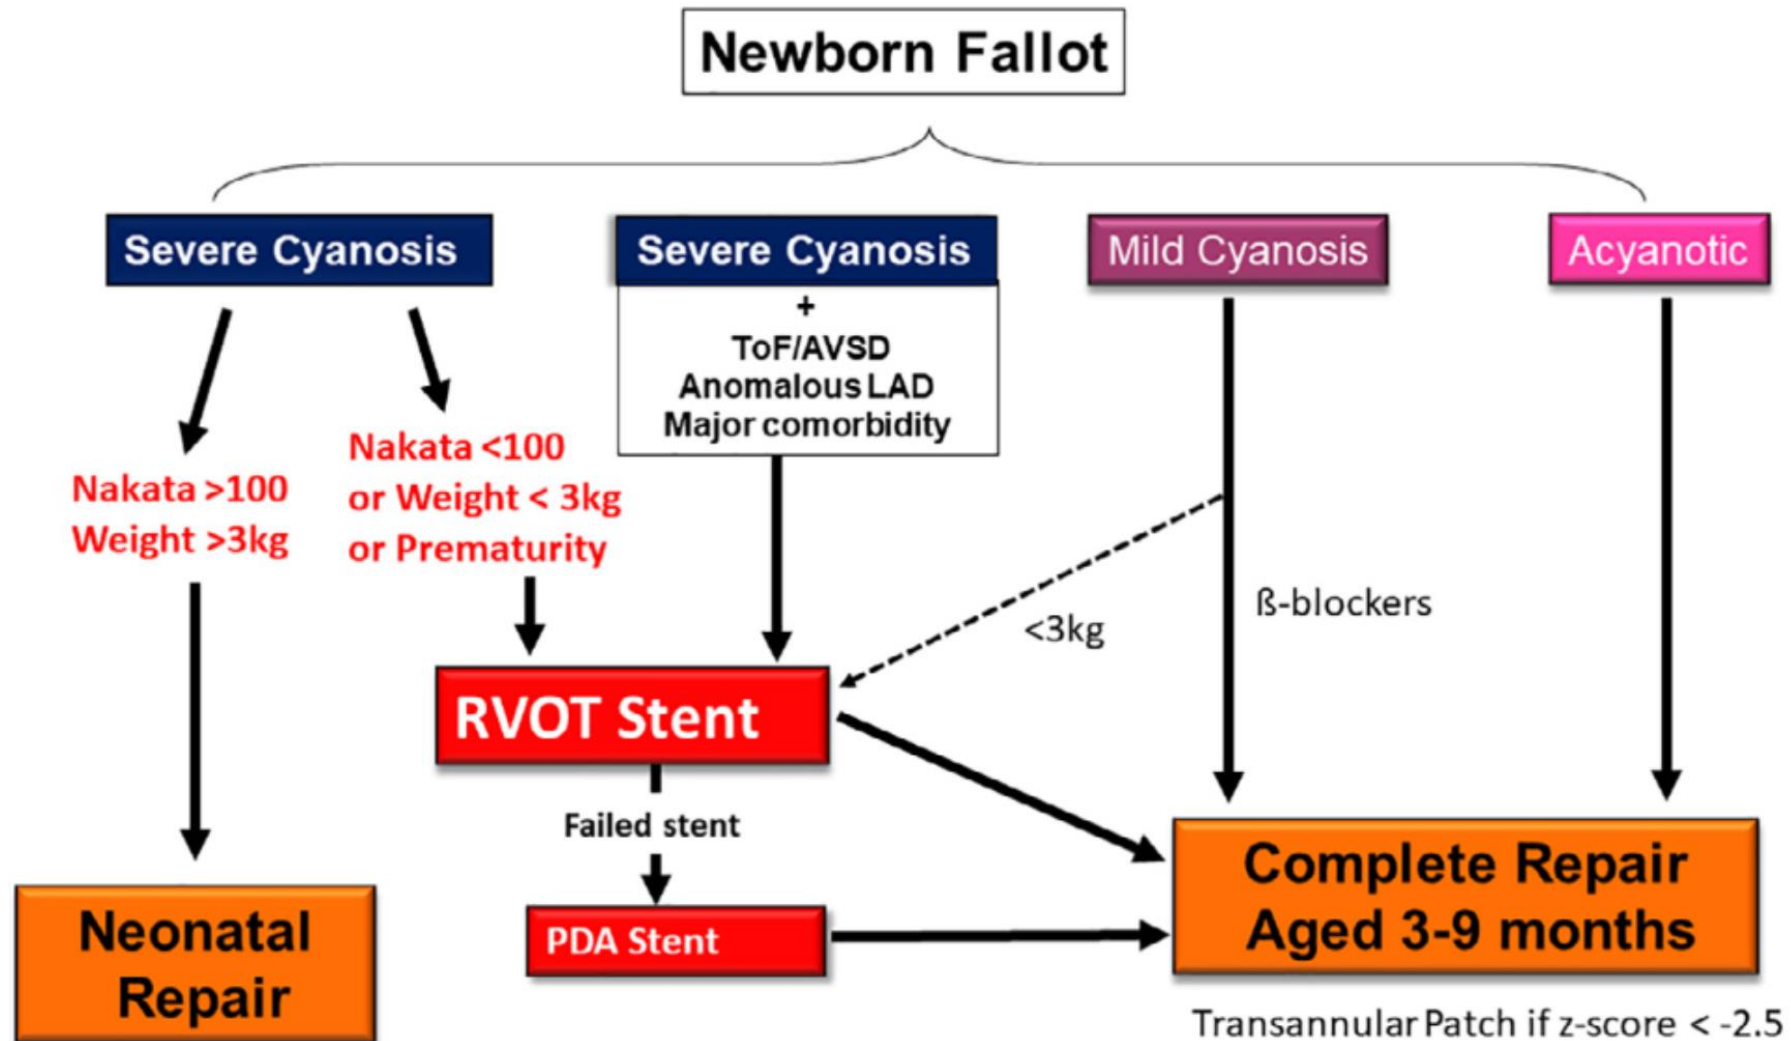 Newborn Fallot
Severe Cyanosis
Severe Cyanosis
+
ToF/AVSD
Anomalous LAD
Major comorbidity
Mild Cyanosis
Acyanotic
Nakata >100
Weight >3kg
Nakata <100
or Weight < 3kg
or Prematurity
<3kg
ß-blockers
RVOT Stent
Failed stent
PDA Stent
Neonatal
Repair
Complete Repair
Aged 3-9 months
Transannular Patch if z-score < -2.5